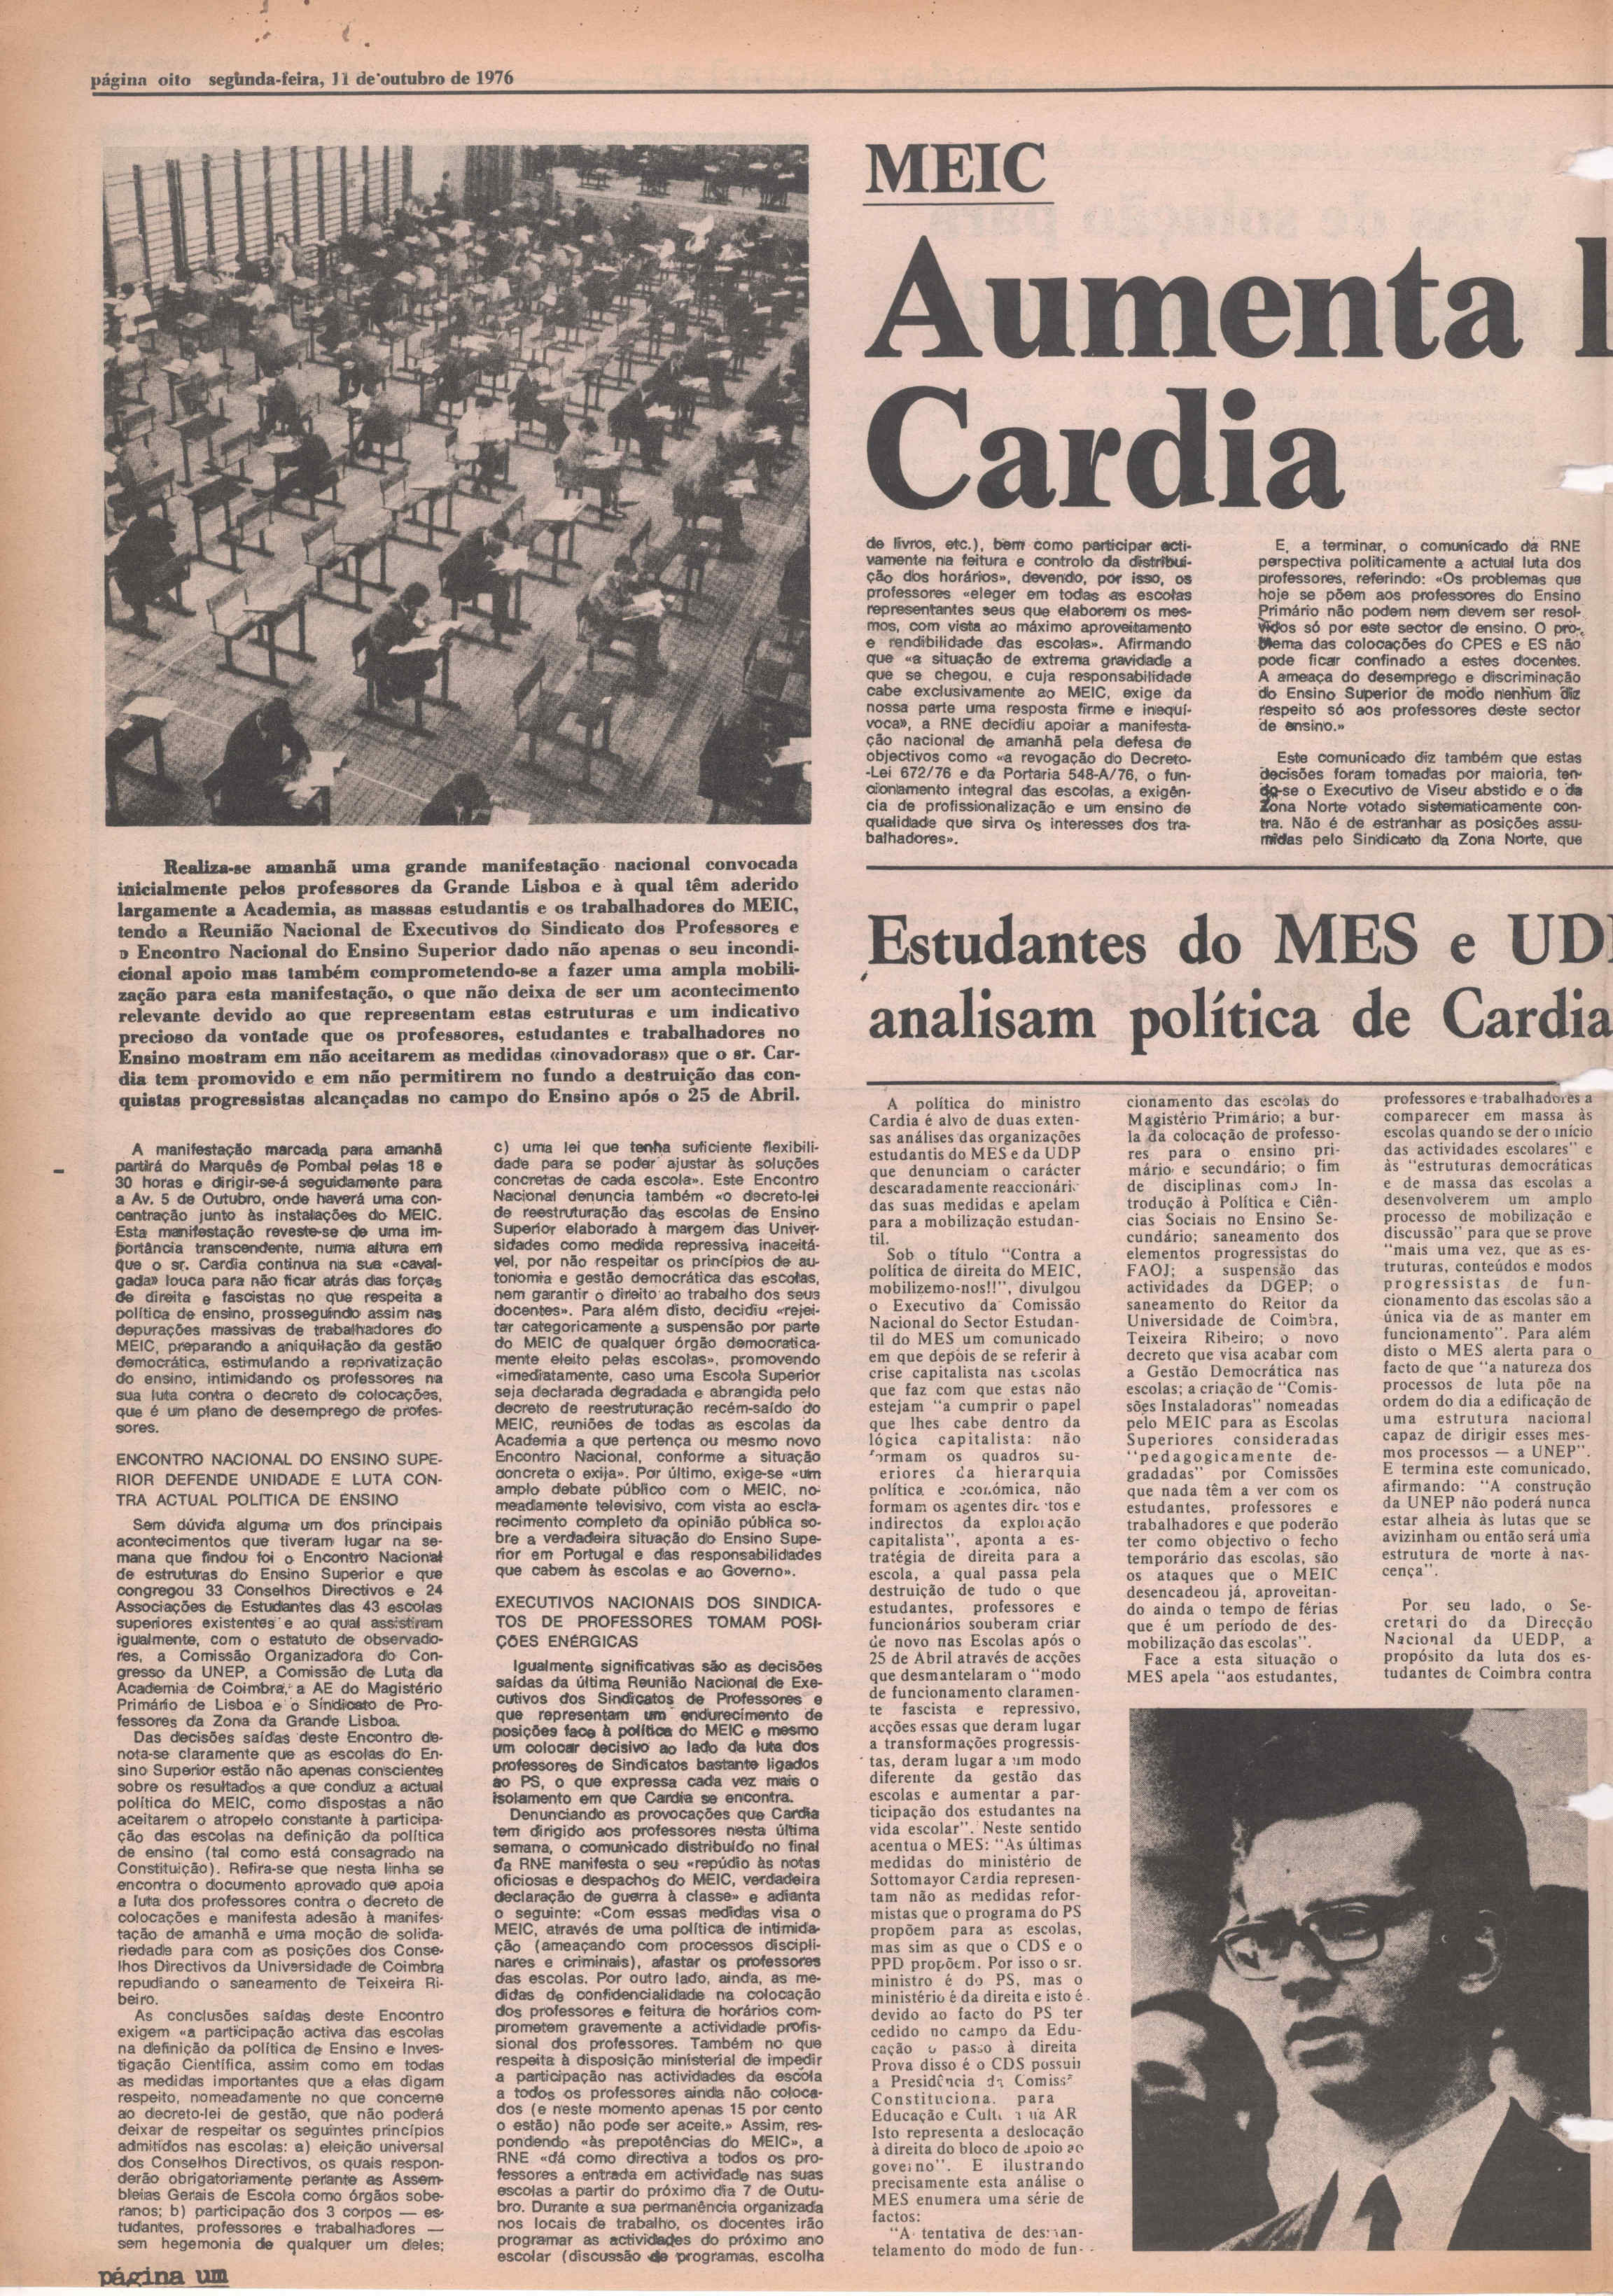 página oito segunda-feira, 11 de outubro de 1976
MEIC
Aumenta l
Cardia
Realiza-se amanhã uma grande manifestação nacional convocada
inicialmente pelos professores da Grande Lisboa e à qual têm aderido
largamente a Academia, as massas estudantis e os trabalhadores do MEIC,
tendo a Reunião Nacional de Executivos do Sindicato dos Professores e
o Encontro Nacional do Ensino Superior dado não apenas o seu incondi-
cional apoio mas também comprometendo-se a fazer uma ampla mobili-
zação para esta manifestação, o que não deixa de ser um acontecimento
relevante devido ao que representam estas estruturas e um indicativo
precioso da vontade que os professores, estudantes e trabalhadores no
Ensino mostram em não aceitarem as medidas «inovadoras» que o sr. Car-
dia tem promovido e em não permitirem no fundo a destruição das con-
quistas progressistas alcançadas no campo do Ensino após o 25 de Abril.
A manifestação marcada para amanhã
partirá do Marquês de Pombal pelas 18 e
30 horas e dirigir-se-á seguidamente para
a Av. 5 de Outubro, onde haverá uma con-
centração junto às instalações do MEIC.
Esta manifestação reveste-se de uma im-
portância transcendente, numa altura em
que o sr. Cardia continua na sua «caval-
gada» louca para não ficar atrás das forças
de direita e fascistas no que respeita a
política de ensino, prosseguindo assim nas
depurações massivas de trabalhadores do
MEIC, preparando a aniquilação da gestão
democrática, estimulando a reprivatização
do ensino, intimidando os professores na
sua luta contra o decreto de colocações,
que é um plano de desemprego de profes-
sores.
ENCONTRO NACIONAL DO ENSINO SUPE-
RIOR DEFENDE UNIDADE E LUTA CON-
TRA ACTUAL POLITICA DE ENSINO
Sem dúvida alguma um dos principais
acontecimentos que tiveram lugar na se-
mana que findou foi o Encontro Nacional
de estruturas do Ensino Superior e que
congregou 33 Conselhos Directivos e 24
Associações de Estudantes das 43 escolas
superiores existentes e ao qual assistiram
igualmente, com o estatuto de observado-
res, a Comissão Organizadora do Con-
gresso da UNEP, a Comissão de Luta da
Academia de Coimbra, a AE do Magistério
Primário de Lisboa e o Sindicato de Pro-
fessores da Zona da Grande Lisboa.
Das decisões saídas deste Encontro de-
nota-se claramente que as escolas do En-
sino Superior estão não apenas conscientes
sobre os resultados a que conduz a actual
política do MEIC, como dispostas a não
aceitarem o atropelo constante à participa-
ção das escolas na definição da política
de ensino (tal como está consagrado na
Constituição). Refira-se que nesta linha se
encontra o documento aprovado que apoia
a luta dos professores contra o decreto de
colocações e manifesta adesão à manifes-
tação de amanhã e uma moção de solida-
riedade para com as posições dos Conse-
lhos Directivos da Universidade de Coimbra
repudiando o saneamento de Teixeira Ri-
beiro.
As conclusões saídas deste Encontro
exigem «a participação activa das escolas
na definição da política de Ensino e Inves-
tigação Científica, assim como em todas
as medidas importantes que a elas digam
respeito, nomeadamente no que concerne
ao decreto-lei de gestão, que não poderá
deixar de respeitar os seguintes princípios
admitidos nas escolas: a) eleição universal
dos Conselhos Directivos, os quais respon-
derão obrigatoriamente perante as Assem-
bleias Gerais de Escola como órgãos sobe-
ranos; b) participação dos 3 corpos — es-
tudantes, professores e trabalhadores —
sem hegemonia de qualquer um deles;
c) uma lei que tenha suficiente flexibili-
dade para se poder ajustar às soluções
concretas de cada escola». Este Encontro
Nacional denuncia também «o decreto-lei
de reestruturação das escolas de Ensino
Superior elaborado à margem das Univer-
sidades como medida repressiva inaceitá-
vel, por não respeitar os princípios de au-
tonomia e gestão democrática das escolas,
nem garantir o direito ao trabalho dos seus
docentes». Para além disto, decidiu «rejei-
tar categoricamente a suspensão por parte
do MEIC de qualquer órgão democratica-
mente eleito pelas escolas», promovendo
«imediatamente, caso uma Escola Superior
seja declarada degradada e abrangida pelo
decreto de reestruturação recém-saído do
MEIC, reuniões de todas as escolas da
Academia a que pertença ou mesmo novo
Encontro Nacional, conforme a situação
concreta o exija». Por último, exige-se «um
amplo debate público com o MEIC, no-
meadamente televisivo, com vista ao escla-
recimento completo da opinião pública so-
bre a verdadeira situação do Ensino Supe-
rior em Portugal e das responsabilidades
que cabem às escolas e ao Governo».
EXECUTIVOS NACIONAIS DOS SINDICA-
TOS DE PROFESSORES TOMAM POSI-
ÇÕES ENÉRGICAS
Igualmente significativas são as decisões
saídas da última Reunião Nacional de Exe-
cutivos dos Sindicatos de Professores e
que representam um endurecimento de
posições face à política do MEIC e mesmo
um colocar decisivo ao lado da luta dos
professores de Sindicatos bastante ligados
ao PS, o que expressa cada vez mais o
isolamento em que Cardia se encontra.
Denunciando as provocações que Cardia
tem dirigido aos professores nesta última
semana, o comunicado distribuído no final
da RNE manifesta o seu «repúdio às notas
oficiosas e despachos do MEIC, verdadeira
declaração de guerra à classe» e adianta
o seguinte: «Com essas medidas visa o
MEIC, através de uma política de intimida-
ção (ameaçando com processos discipli-
nares e criminais), afastar os professores
das escolas. Por outro lado, ainda, as me-
didas de confidencialidade na colocação
dos professores e feitura de horários com-
prometem gravemente a actividade profis-
sional dos professores. Também no que
respeita à disposição ministerial de impedir
a participação nas actividades da escola
a todos os professores ainda não coloca-
dos (e neste momento apenas 15 por cento
o estão) não pode ser aceite.» Assim, res-
pondendo «às prepotências do MEIC», a
RNE «dá como directiva a todos os pro-
fessores a entrada em actividade nas suas
escolas a partir do próximo dia 7 de Outu-
bro. Durante a sua permanência organizada
nos locais de trabalho, os docentes irão
programar as actividades do próximo ano
escolar (discussão de programas, escolha
de livros, etc.), bem como participar acti-
vamente na feitura e controlo da distribui-
ção dos horários», devendo, por isso, os
professores «eleger em todas as escolas
representantes seus que elaborem os mes-
mos, com vista ao máximo aproveitamento
e rendibilidade das escolas». Afirmando
que «a situação de extrema gravidade a
que se chegou, e cuja responsabilidade
cabe exclusivamente ao MEIC, exige da
nossa parte uma resposta firme e inequí-
voca», a RNE decidiu apoiar a manifesta-
ção nacional de amanhã pela defesa de
objectivos como «a revogação do Decreto-
-Lei 672/76 e da Portaria 548-A/76, o fun-
cionamento integral das escolas, a exigên-
cia de profissionalização e um ensino de
qualidade que sirva os interesses dos tra-
balhadores».
E, a terminar, o comunicado da RNE
perspectiva politicamente a actual luta dos
professores, referindo: «Os problemas que
hoje se põem aos professores do Ensino
Primário não podem nem devem ser resol-
vidos só por este sector de ensino. O pro-
blema das colocações do CPES e ES não
pode ficar confinado a estes docentes.
A ameaça do desemprego e discriminação
do Ensino Superior de modo nenhum diz
respeito só aos professores deste sector
de ensino.»
Este comunicado diz também que estas
decisões foram tomadas por maioria, ten-
do-se o Executivo de Viseu abstido e o da
Zona Norte votado sistematicamente con-
tra. Não é de estranhar as posições assu-
midas pelo Sindicato da Zona Norte, que
Estudantes do MES e UD
analisam política de Cardia
A política do ministro
Cardia é alvo de duas exten-
sas análises das organizações
estudantis do MES e da UDP
que denunciam o carácter
descaradamente reaccionári
das suas medidas e apelam
para a mobilização estudan-
til.
Sob o título "Contra a
política de direita do MEIC,
mobilizemo-nos!!", divulgou
o Executivo da Comissão
Nacional do Sector Estudan-
til do MES um comunicado
em que depois de se referir à
crise capitalista nas escolas
que faz com que estas não
estejam "a cumprir o papel
que lhes cabe dentro da
lógica capitalista: não
formam os quadros su-
eriores da hierarquia
política e económica, não
formam os agentes directos e
indirectos da exploração
capitalista", aponta a es-
tratégia de direita para a
escola, a qual passa pela
destruição de tudo o que
estudantes, professores e
funcionários souberam criar
de novo nas Escolas após o
25 de Abril através de acções
que desmantelaram o "modo
de funcionamento claramen-
te fascista e repressivo,
acções essas que deram lugar
a transformações progressis-
tas, deram lugar a um modo
diferente da gestão das
escolas e aumentar a par-
ticipação dos estudantes na
vida escolar". Neste sentido
acentua o MES: "As últimas
medidas do ministério de
Sottomayor Cardia represen-
tam não as medidas refor-
mistas que o programa do PS
propõem para as escolas,
mas sim as que o CDS e o
PPD propõem. Por isso o sr.
ministro é do PS, mas o
ministério é da direita e isto é
devido ao facto do PS ter
cedido no campo da Edu-
cação o passo à direita
Prova disso é o CDS possuir
a Presidência da Comiss
Constituciona. para
Educação e Cult na AR
Isto representa a deslocação
à direita do bloco de apoio ao
governo". E ilustrando
precisamente esta análise o
MES enumera uma série de
factos:
"A tentativa de desman-
telamento do modo de fun-
cionamento das escolas do
Magistério Primário; a bur-
la da colocação de professo-
res para o ensino pri-
mário e secundário; o fim
de disciplinas como In-
trodução à Política e Ciên-
cias Sociais no Ensino Se-
cundário; saneamento dos
elementos progressistas do
FAOJ; a suspensão das
actividades da DGEP; o
saneamento do Reitor da
Universidade de Coimbra,
Teixeira Ribeiro; o novo
decreto que visa acabar com
a Gestão Democrática nas
escolas; a criação de "Comis-
sões Instaladoras" nomeadas
pelo MEIC para as Escolas
Superiores consideradas
"pedagogicamente de-
gradadas" por Comissões
que nada têm a ver com os
estudantes, professores e
trabalhadores e que poderão
ter como objectivo o fecho
temporário das escolas, são
os ataques que o MEIC
desencadeou já, aproveitan-
do ainda o tempo de férias
que é um período de des-
mobilização das escolas".
Face a esta situação o
MES apela "aos estudantes,
professores e trabalhadores a
comparecer em massa às
escolas quando se der o início
das actividades escolares" e
às "estruturas democráticas
e de massa das escolas a
desenvolverem um amplo
processo de mobilização e
discussão" para que se prove
"mais uma vez, que as es-
truturas, conteúdos e modos
progressistas de fun-
cionamento das escolas são a
única via de as manter em
funcionamento". Para além
disto o MES alerta para o
facto de que "a natureza dos
processos de luta põe na
ordem do dia a edificação de
uma estrutura nacional
capaz de dirigir esses mes-
mos processos — a UNEP".
E termina este comunicado,
afirmando: "A construção
da UNEP não poderá nunca
estar alheia às lutas que se
avizinham ou então será uma
estrutura de morte à nas-
cença".
Por seu lado, o Se-
cretari do da Direcção
Nacional da UEDP, a
propósito da luta dos es-
tudantes de Coimbra contra
página um